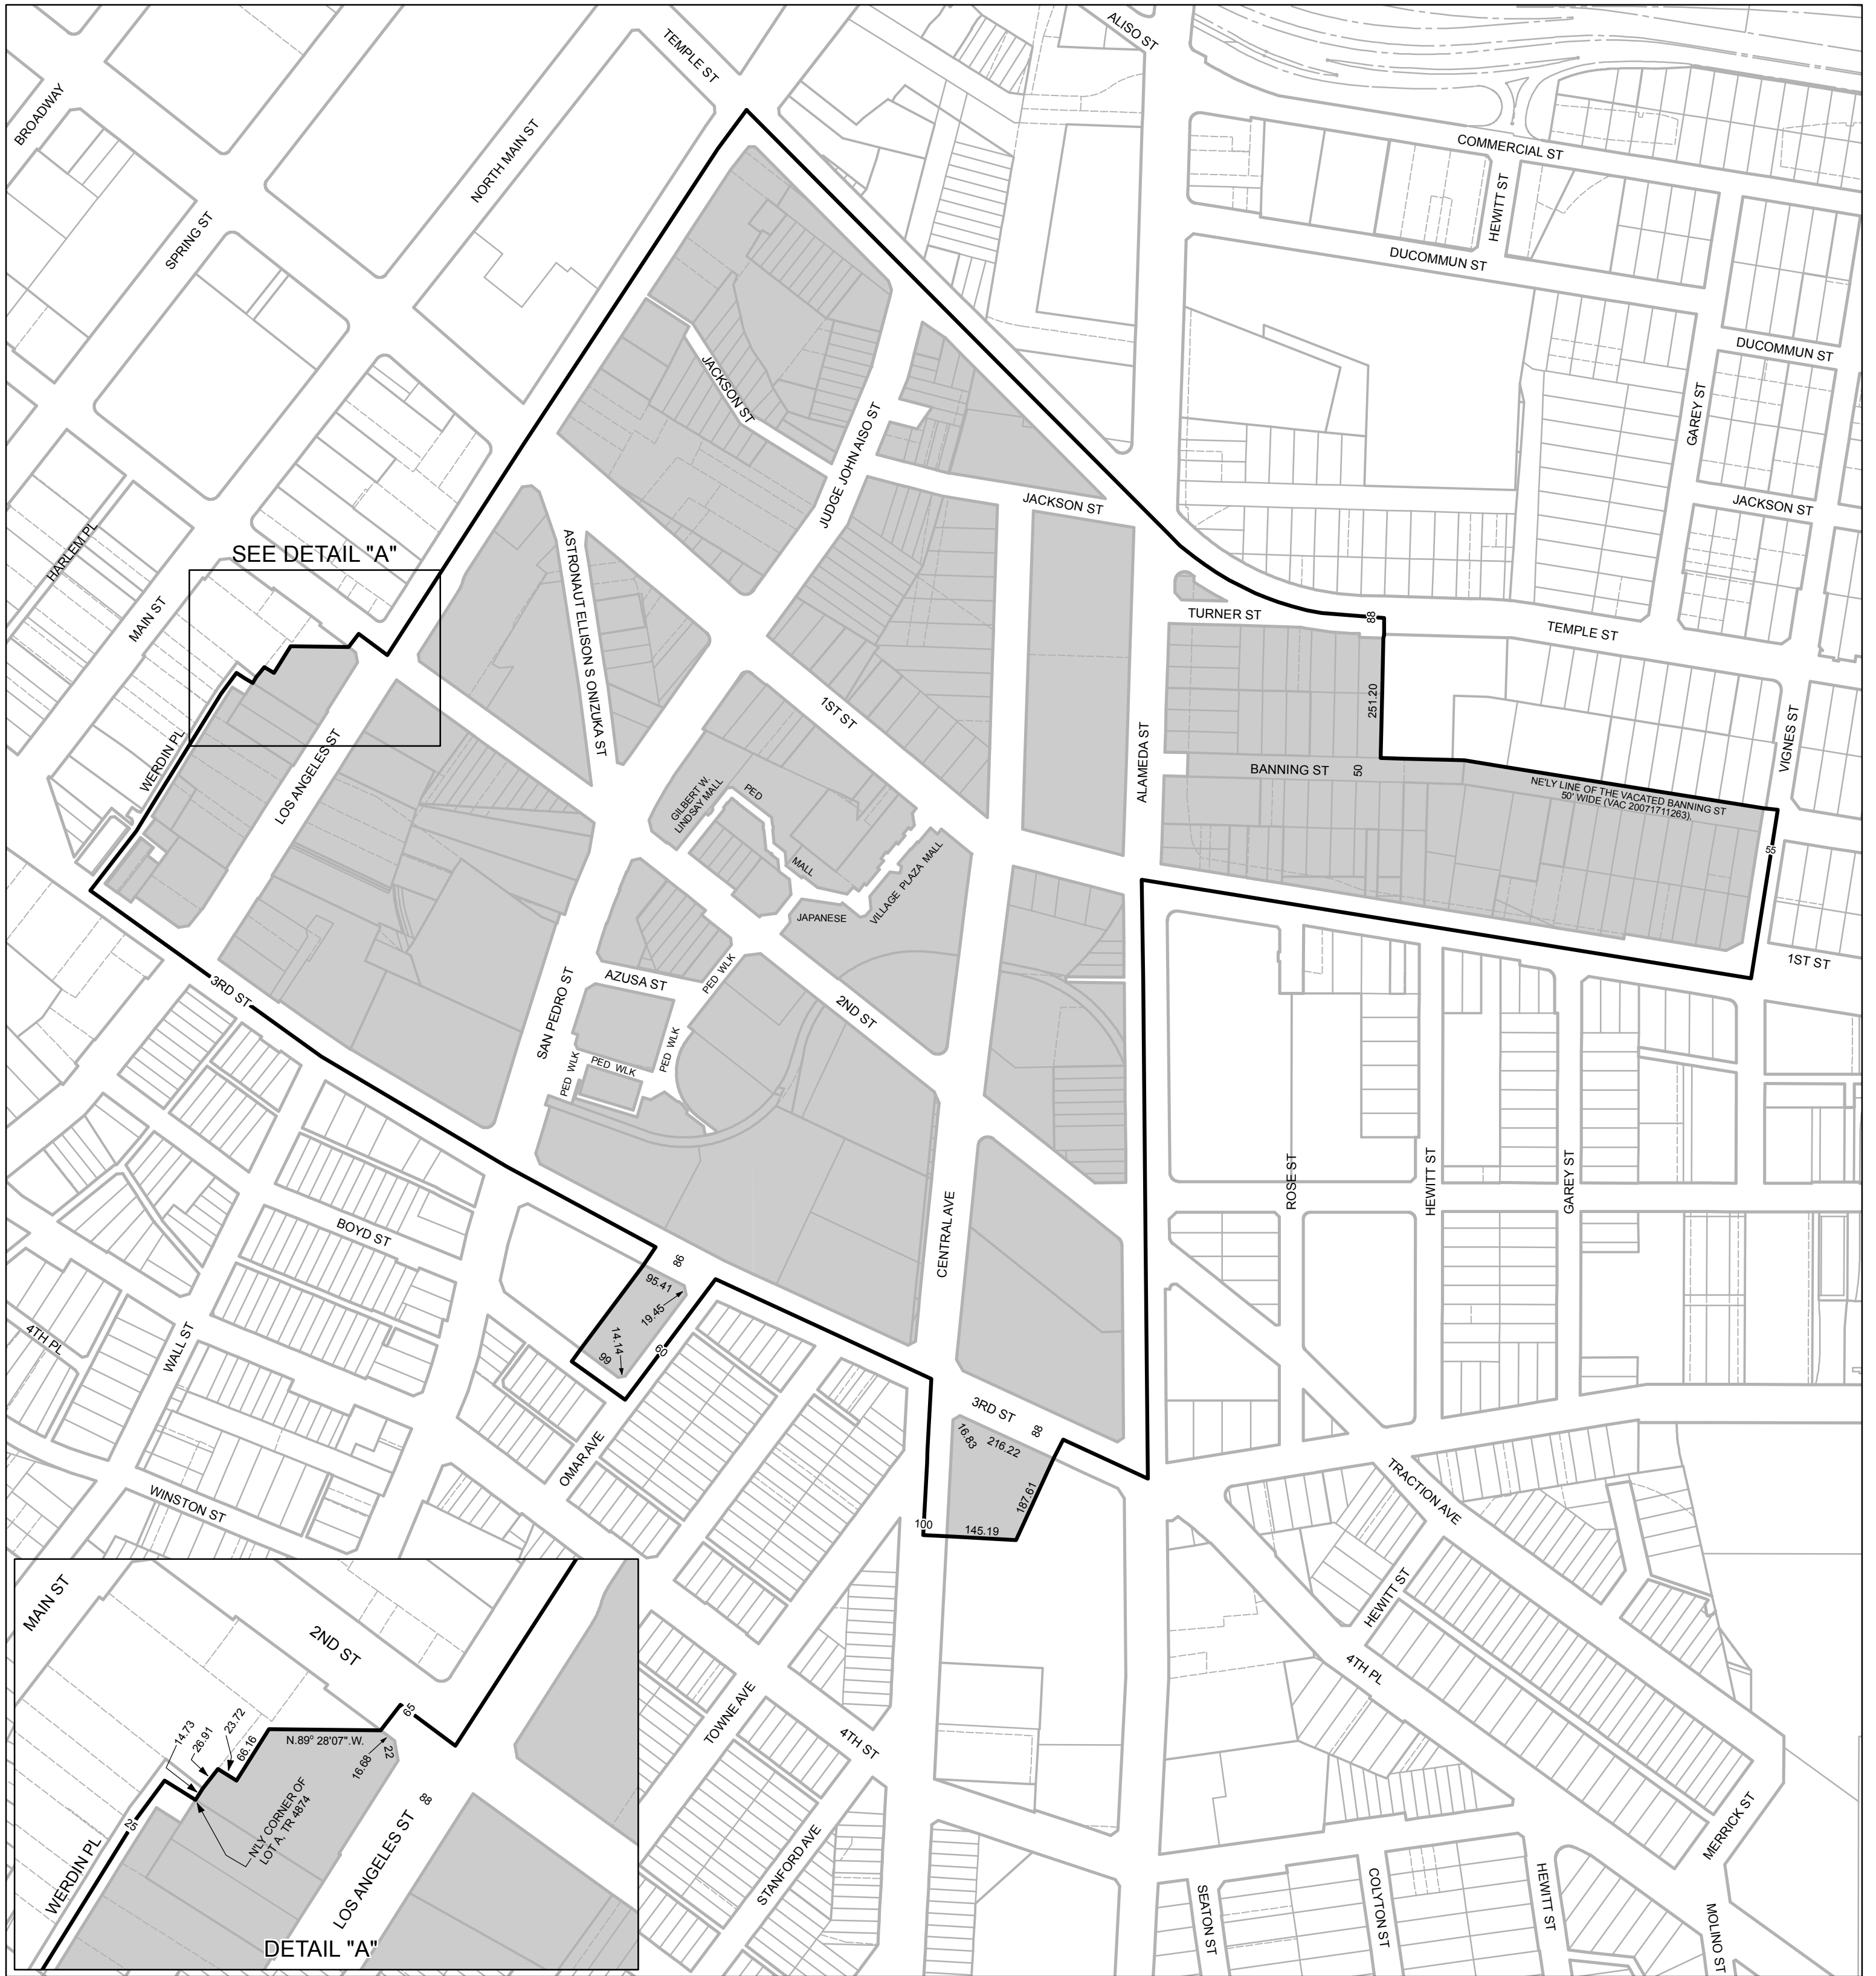 ALISO ST
TEMPLE ST
BROADWAY
NORTH MAIN ST
COMMERCIAL ST
HEWITT ST
SPRING ST
DUCOMMUN ST
DUCOMMUN ST
JACKSON ST
GAREY ST
JUDGE JOHN AISO ST
JACKSON ST
JACKSON ST
HARLEM PL
SEE DETAIL "A"
ASTRONAUT ELLISON S ONIZUKA ST
MAIN ST
TURNER ST
88
TEMPLE ST
251.20
1ST ST
WERDIN PL
LOS ANGELES ST
ALAMEDA ST
VIGNES ST
BANNING ST
50
NE'LY LINE OF THE VACATED BANNING ST
50' WIDE (VAC 20071711263).
GILBERT W.
LINDSAY MALL
PED
MALL
55
VILLAGE PLAZA MALL
JAPANESE
1ST ST
3RD ST
AZUSA ST
PED WLK
2ND ST
SAN PEDRO ST
PED WLK
PED WLK
PED WLK
ROSE ST
HEWITT ST
GAREY ST
CENTRAL AVE
BOYD ST
86
95.41
19.45
14.14
99
60
4TH PL
WALL ST
3RD ST
88
16.83
216.22
187.61
OMAR AVE
TRACTION AVE
WINSTON ST
100
145.19
HEWITT ST
4TH PL
TOWNE AVE
4TH ST
STANFORD AVE
MERRICK ST
SEATON ST
COLYTON ST
HEWITT ST
MOLINO ST
MAIN ST
2ND ST
65
14.73
26.91
23.72
66.16
N.89° 28'07".W.
22
16.68
25
N'LY CORNER OF
LOT A, TR 4874
88
WERDIN PL
LOS ANGELES ST
DETAIL "A"